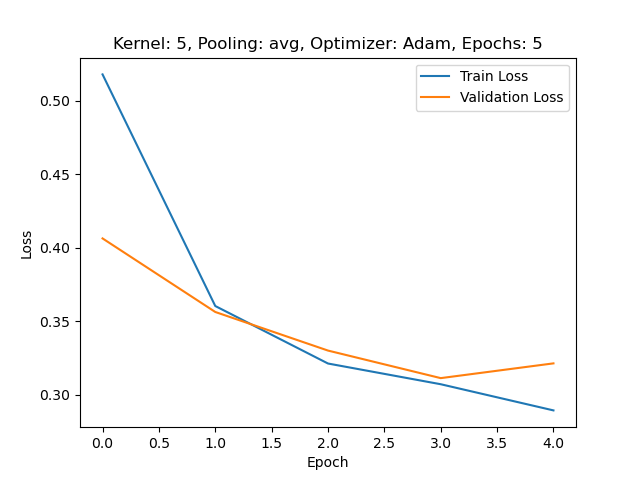 Kernel: 5, Pooling: avg, Optimizer: Adam, Epochs: 5
Train Loss
Validation Loss
0.50
0.45
0.40
0.35
0.30
Loss
0.0 0.5 1.0 1.5 2.0 2.5 3.0 3.5 4.0
Epoch